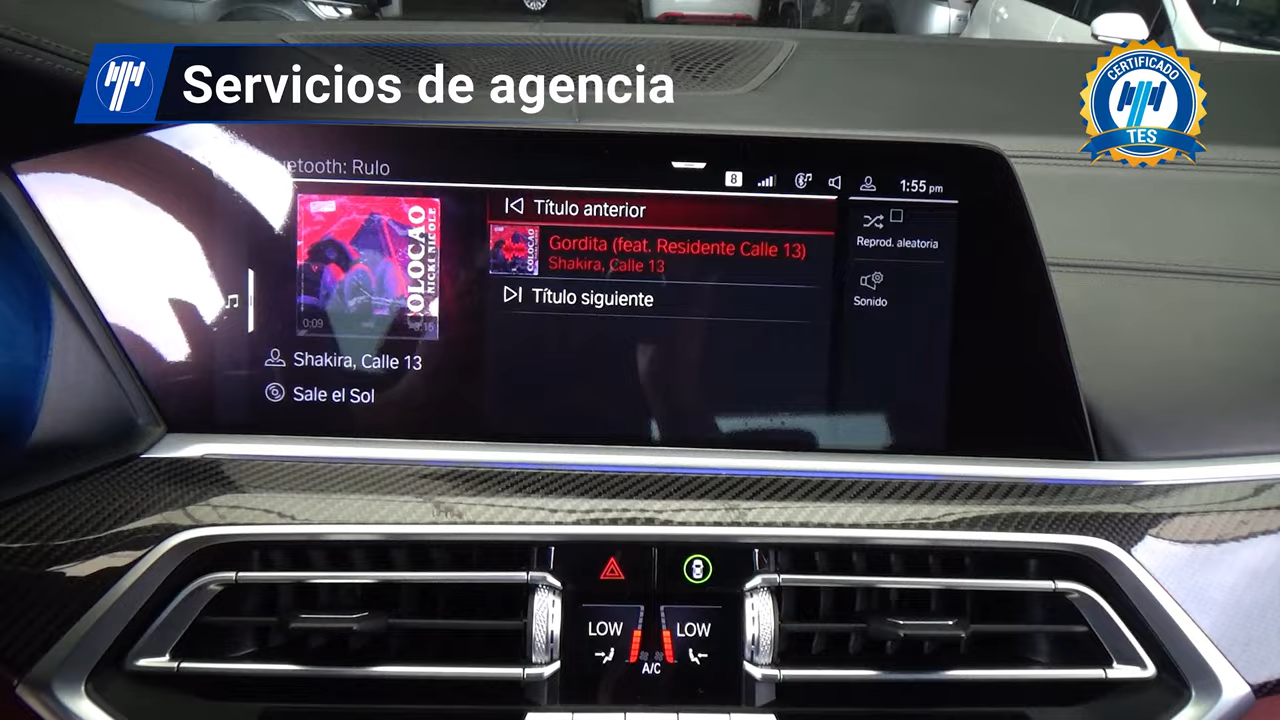 Servicios de agencia
CERTIFICADO
TES
uetooth: Rulo
8
1:55 pm
COLOCAO
NICKI NICOLE
0:09
-3:15
Shakira, Calle 13
Sale el Sol
Título anterior
Gordita (feat. Residente Calle 13)
Shakira, Calle 13
Título siguiente
Reprod. aleatoria
Sonido
LOW
LOW
A/C